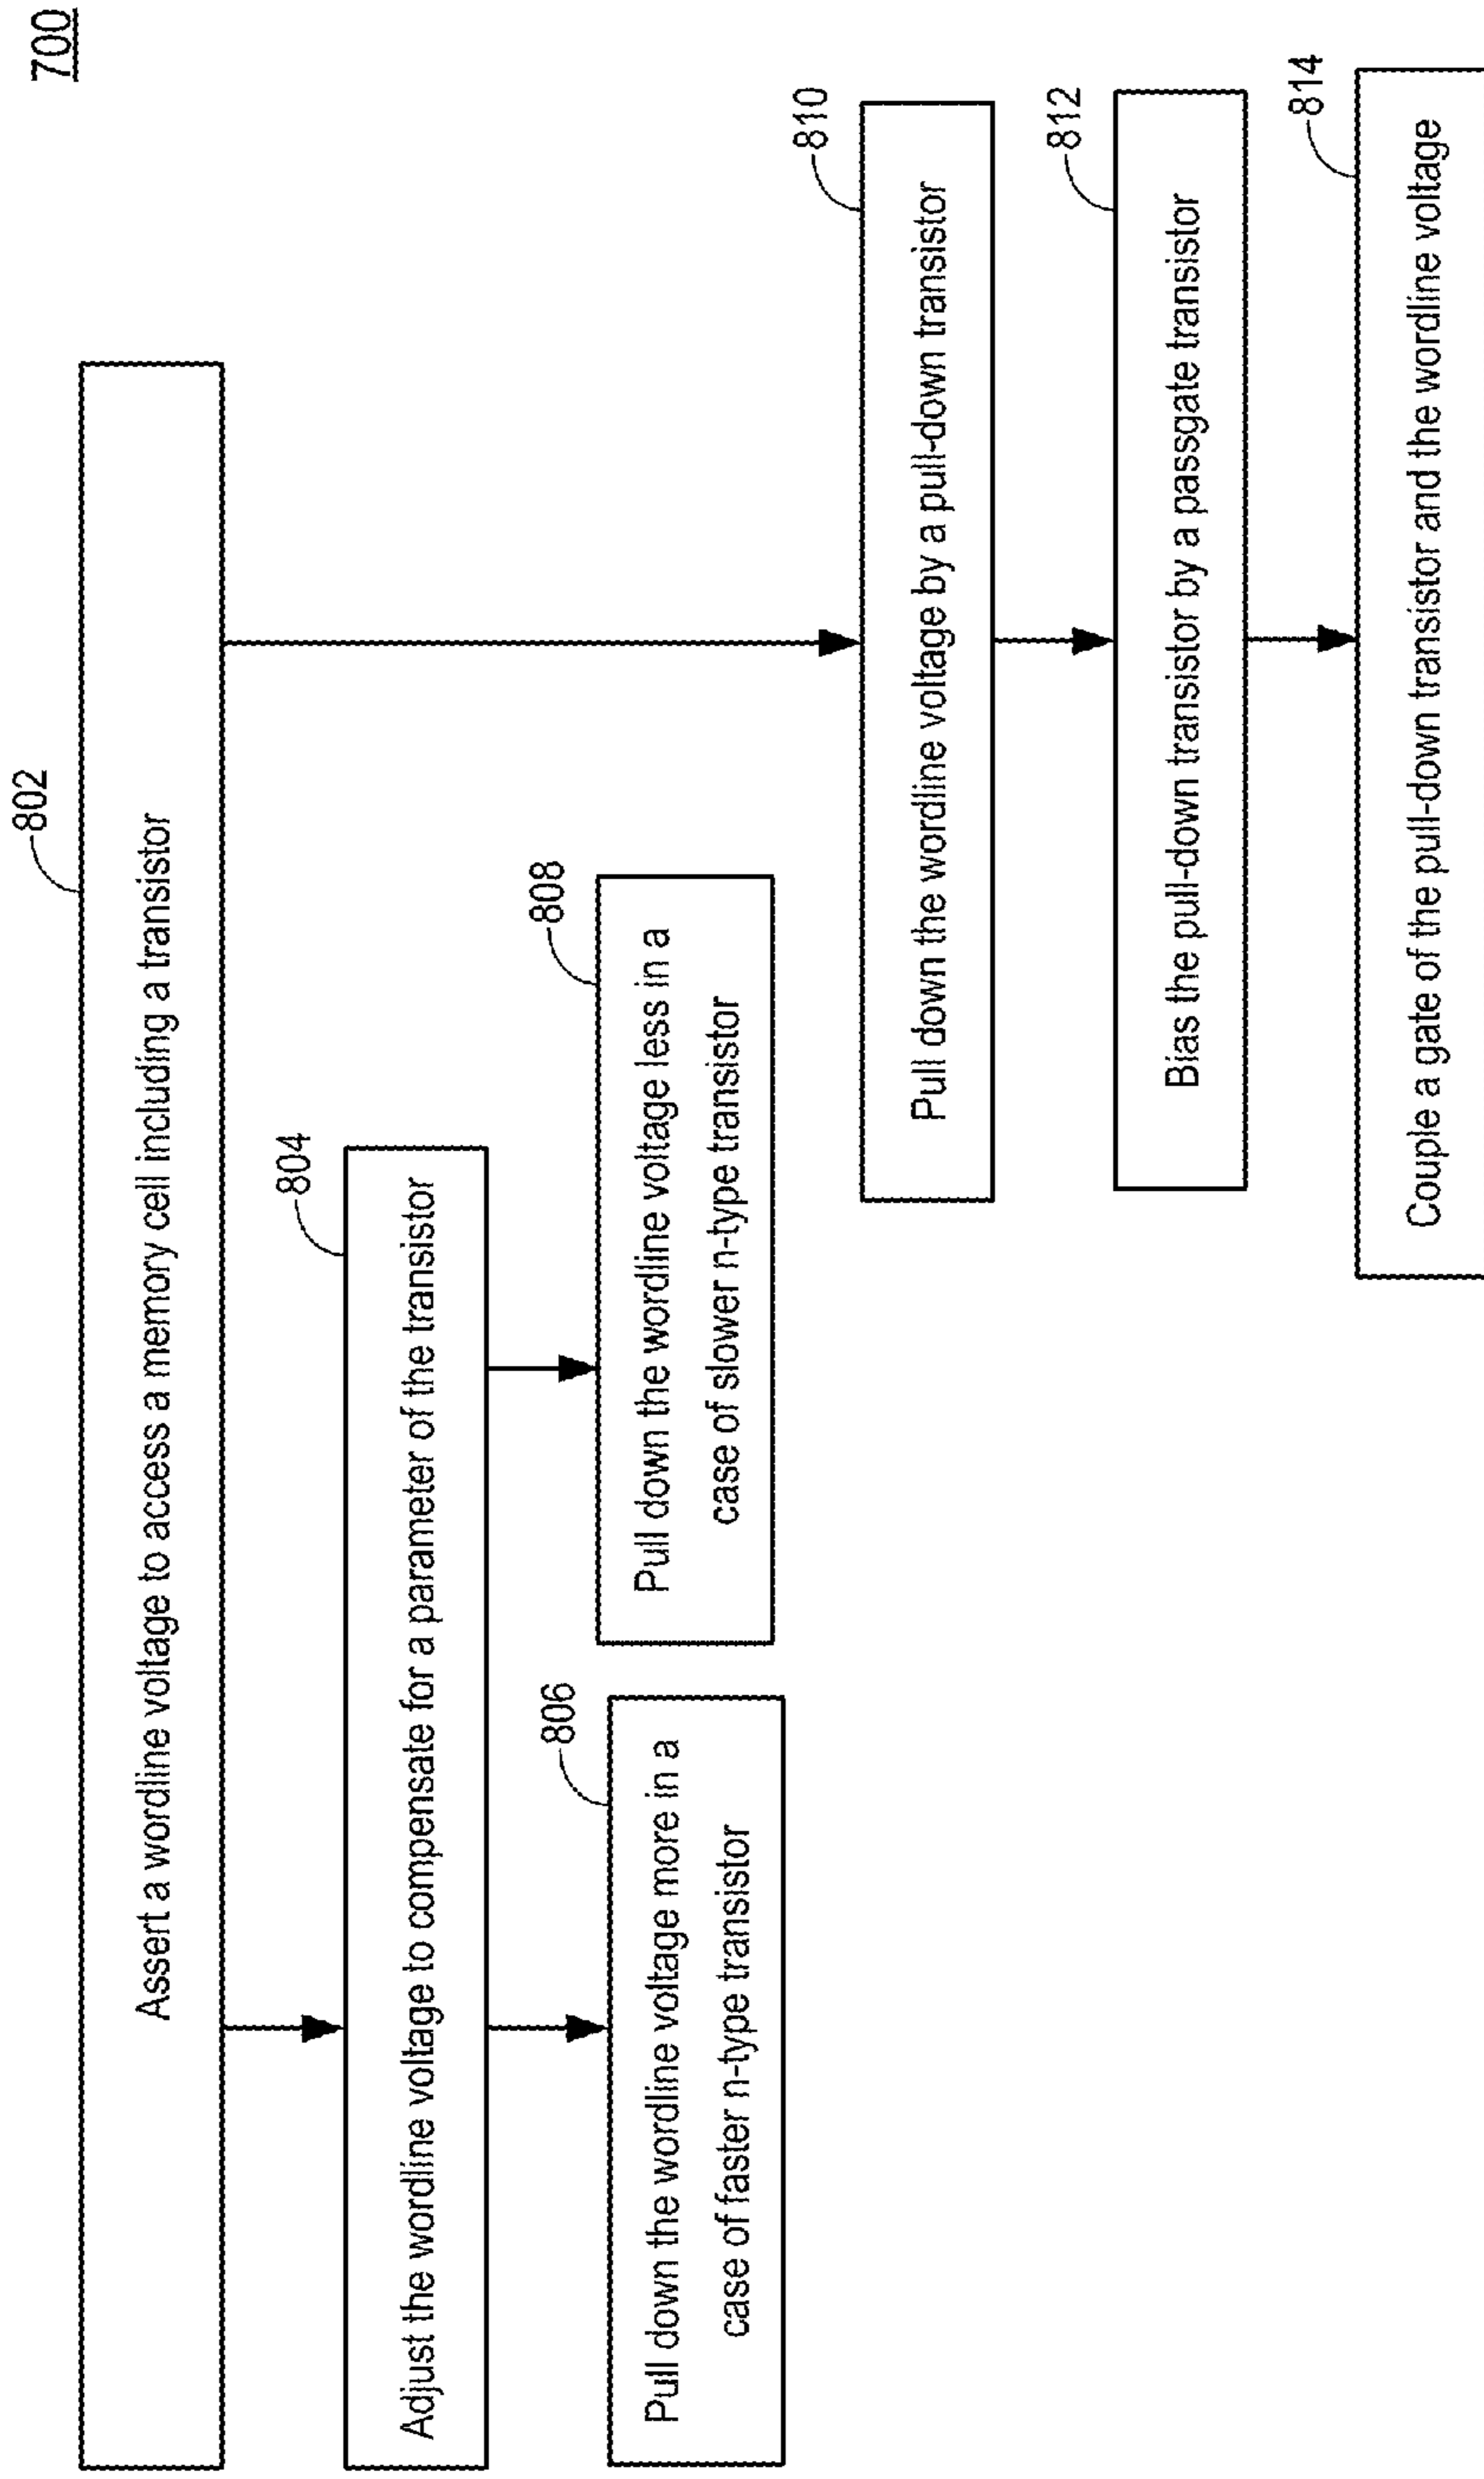 700
802
Assert a wordline voltage to access a memory cell including a transistor
804
Adjust the wordline voltage to compensate for a parameter of the transistor
806
Pull down the wordline voltage more in a
case of faster n-type transistor
808
Pull down the wordline voltage less in a
case of slower n-type transistor
810
Pull down the wordline voltage by a pull-down transistor
812
Bias the pull-down transistor by a passgate transistor
814
Couple a gate of the pull-down transistor and the wordline voltage